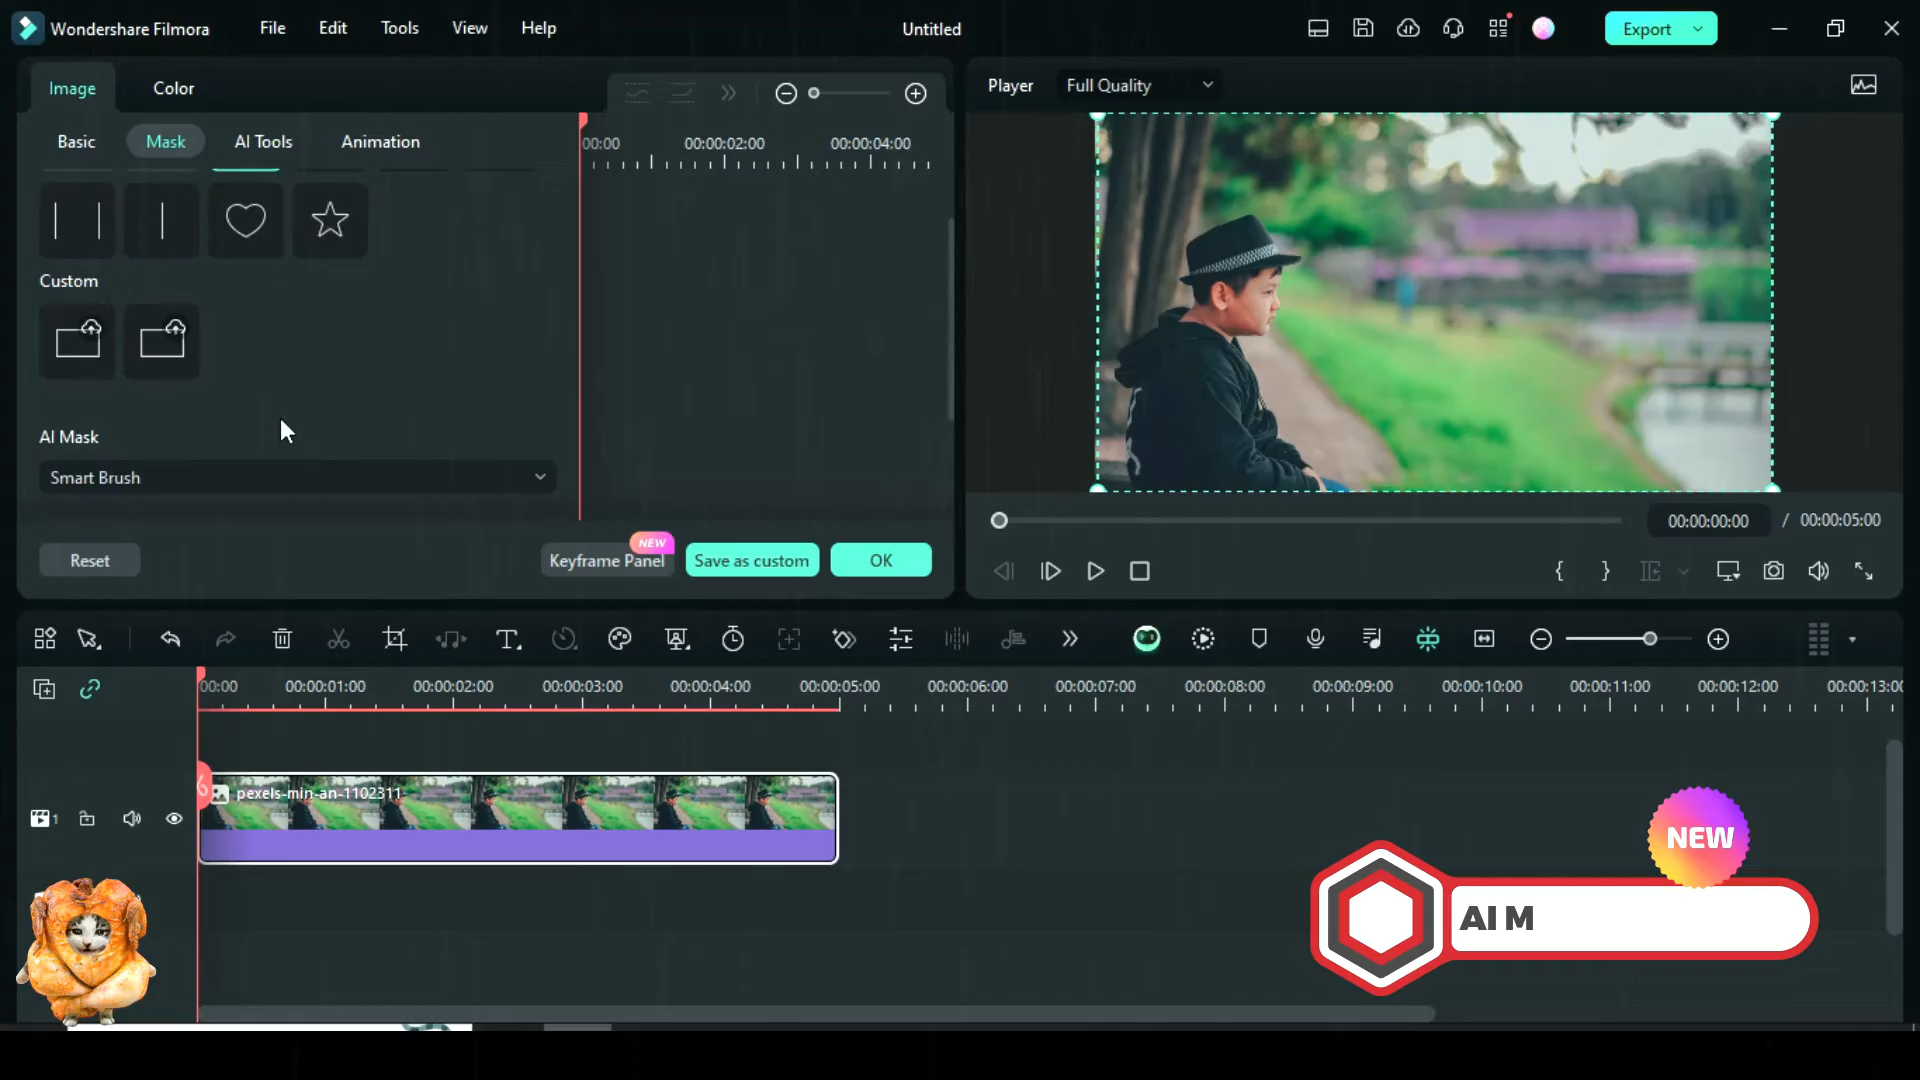 Wondershare Filmora File Edit Tools View Help Untitled Export
Image Color
Player Full Quality
Basic Mask AI Tools Animation
00:00 00:00:02:00 00:00:04:00
Custom
AI Mask
Smart Brush
00:00:00:00 / 00:00:05:00
NEW
Reset Keyframe Panel Save as custom OK
{ }
00:00 00:00:01:00 00:00:02:00 00:00:03:00 00:00:04:00 00:00:05:00 00:00:06:00 00:00:07:00 00:00:08:00 00:00:09:00 00:00:10:00 00:00:11:00 00:00:12:00 00:00:13:00
pexels-min-an-1102311
1
NEW
AI M